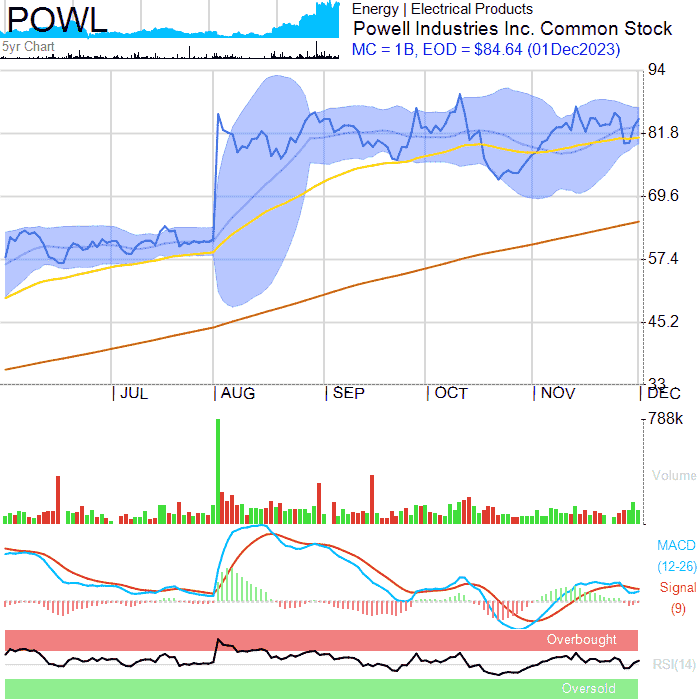 POWL
5yr Chart
Energy | Electrical Products
Powell Industries Inc. Common Stock
MC = 1B, EOD = $84.64 (01Dec2023)
94
81.8
69.6
57.4
45.2
33
JUL
AUG
SEP
OCT
NOV
DEC
788k
Volume
MACD
(12-26)
Signal
(9)
Overbought
RSI(14)
Oversold